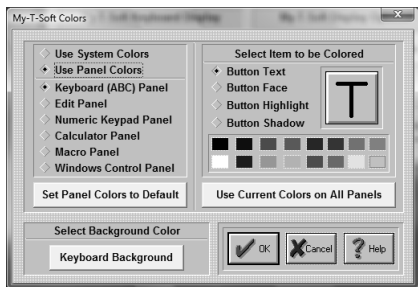 My-T-Soft Colors
Use System Colors
Use Panel Colors
Keyboard (ABC) Panel
Edit Panel
Numeric Keypad Panel
Calculator Panel
Macro Panel
Windows Control Panel
Set Panel Colors to Default
Select Item to be Colored
Button Text
Button Face
Button Highlight
Button Shadow
T
Use Current Colors on All Panels
Select Background Color
Keyboard Background
OK
Cancel
Help